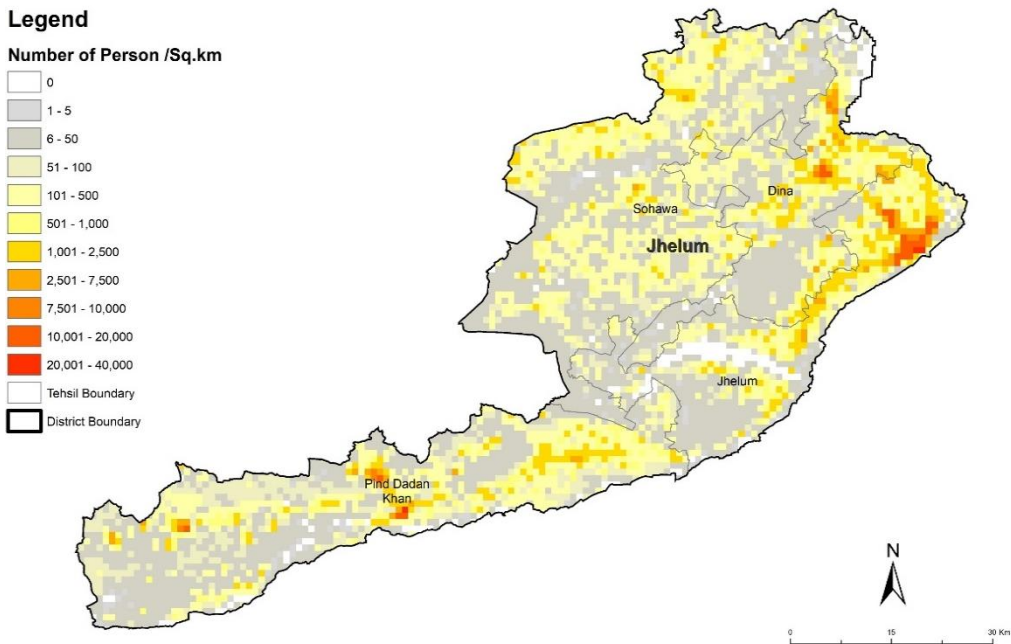 Legend
Number of Person /Sq.km
0
1 - 5
6 - 50
51 - 100
101 - 500
501 - 1,000
1,001 - 2,500
2,501 - 7,500
7,501 - 10,000
10,001 - 20,000
20,001 - 40,000
Tehsil Boundary
District Boundary
Dina
Sohawa
Jhelum
Jhelum
Pind Dadan
Khan
N
0 15 30 Km